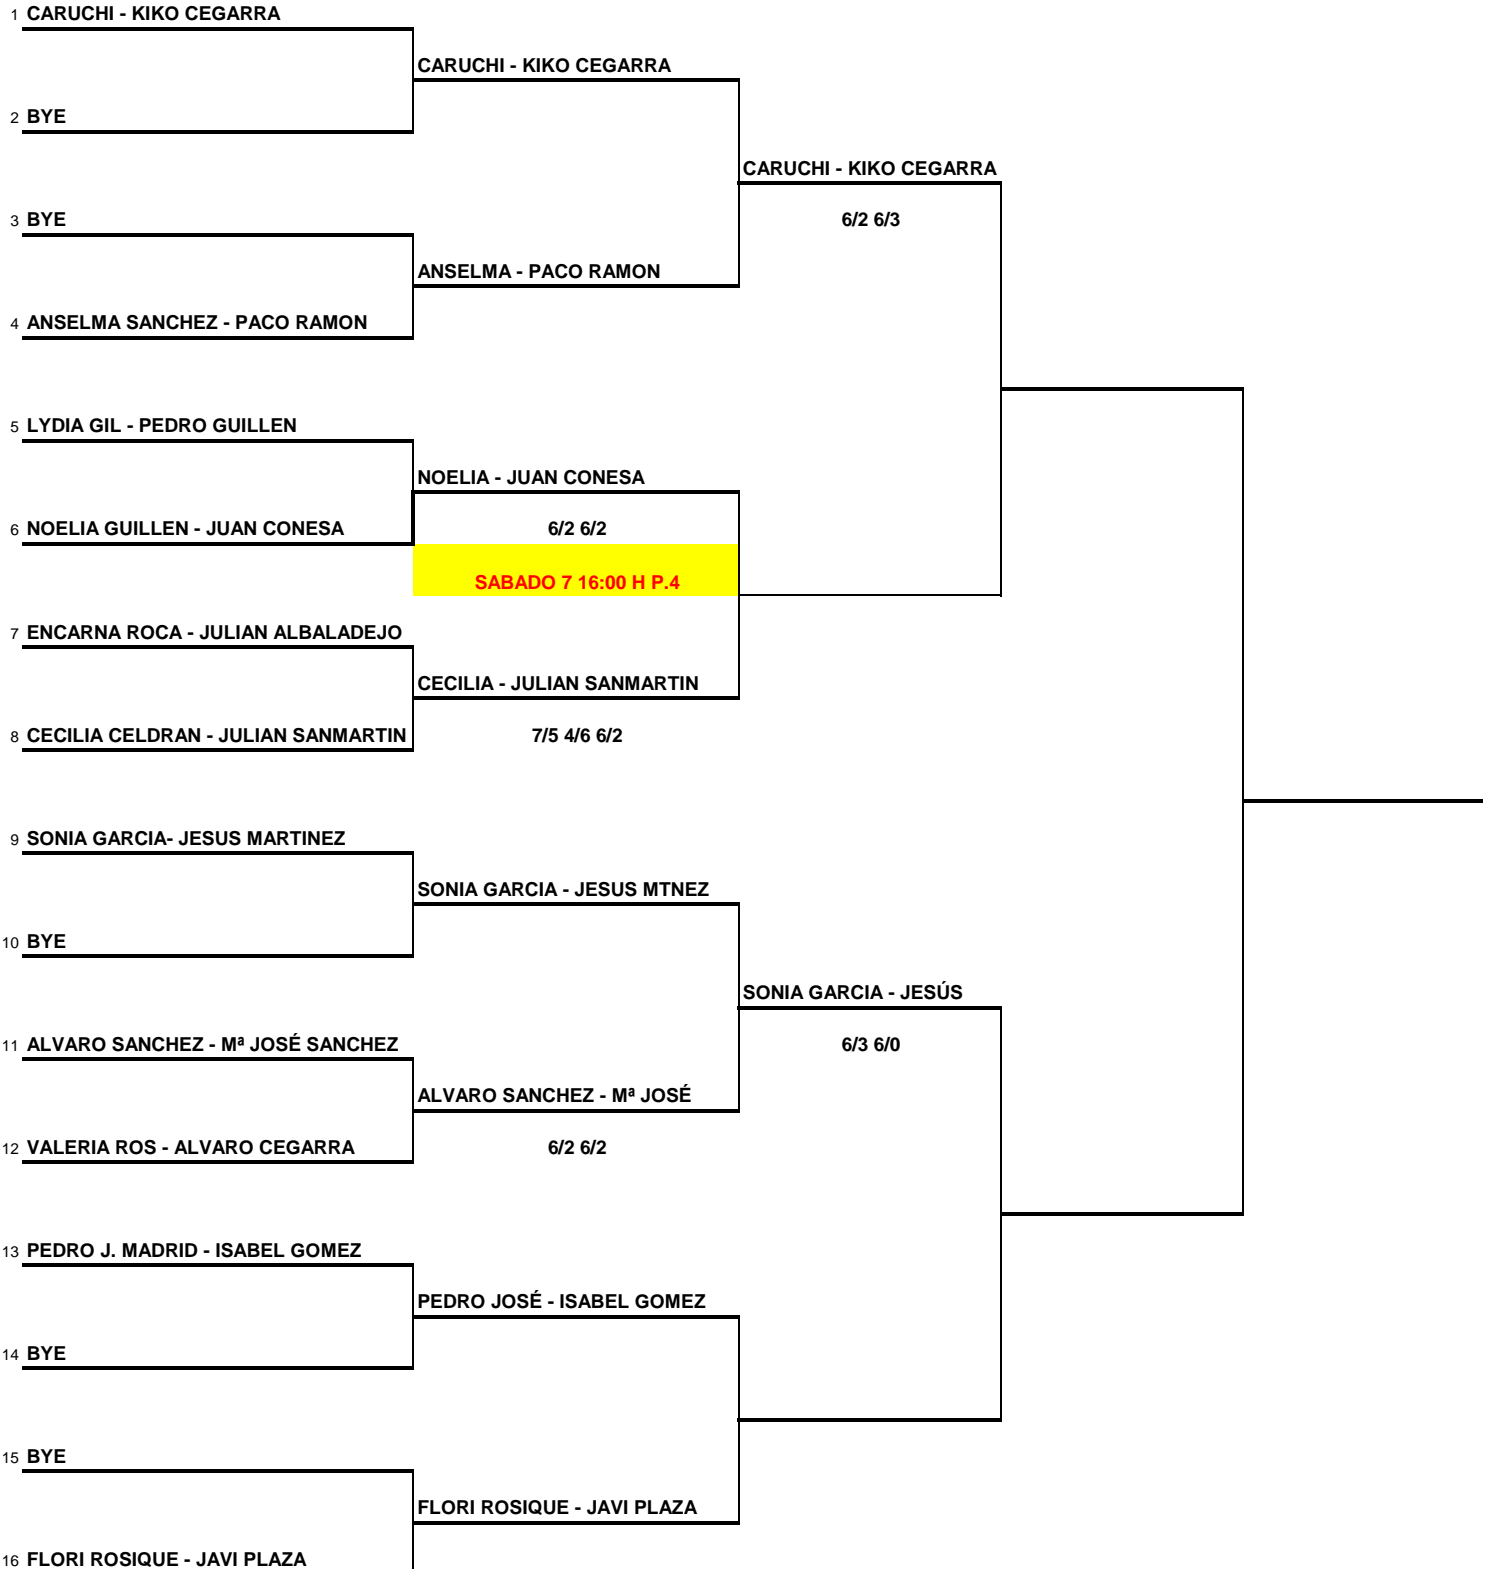 1 CARUCHI - KIKO CEGARRA
CARUCHI - KIKO CEGARRA
2 BYE
CARUCHI - KIKO CEGARRA
3 BYE
6/2 6/3
ANSELMA - PACO RAMON
4 ANSELMA SANCHEZ - PACO RAMON
5 LYDIA GIL - PEDRO GUILLEN
NOELIA - JUAN CONESA
6 NOELIA GUILLEN - JUAN CONESA
6/2 6/2
SABADO 7 16:00 H P.4
7 ENCARNA ROCA - JULIAN ALBALADEJO
CECILIA - JULIAN SANMARTIN
8 CECILIA CELDRAN - JULIAN SANMARTIN
7/5 4/6 6/2
9 SONIA GARCIA- JESUS MARTINEZ
SONIA GARCIA - JESUS MTNEZ
10 BYE
SONIA GARCIA - JESÚS
11 ALVARO SANCHEZ - Mª JOSÉ SANCHEZ
6/3 6/0
ALVARO SANCHEZ - Mª JOSÉ
12 VALERIA ROS - ALVARO CEGARRA
6/2 6/2
13 PEDRO J. MADRID - ISABEL GOMEZ
PEDRO JOSÉ - ISABEL GOMEZ
14 BYE
15 BYE
FLORI ROSIQUE - JAVI PLAZA
16 FLORI ROSIQUE - JAVI PLAZA